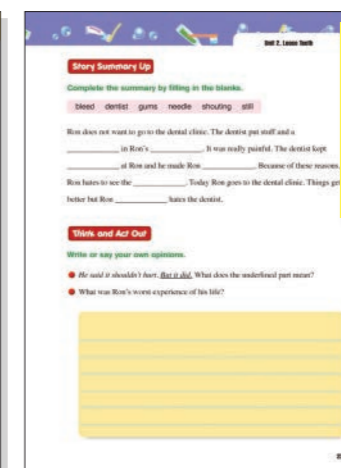 Unit 2. Loose Teeth
Story Summary Up
Complete the summary by filling in the blanks.
bleed dentist gums needle shouting still
Ron does not want to go to the dental clinic. The dentist put stuff and a
____________ in Ron's ____________. It was really painful. The dentist kept
____________ at Ron and he made Ron ____________. Because of these reasons,
Ron hates to see the ____________. Today Ron goes to the dental clinic. Things get
better but Ron ____________ hates the dentist.
Think and Act Out
Write or say your own opinions.
He said it shouldn't hurt. But it did. What does the underlined part mean?
What was Ron's worst experience of his life?